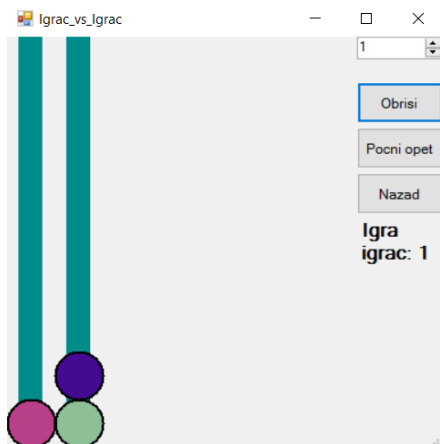 Igrac_vs_Igrac
1
Obrisi
Pocni opet
Nazad
Igra
igrac: 1